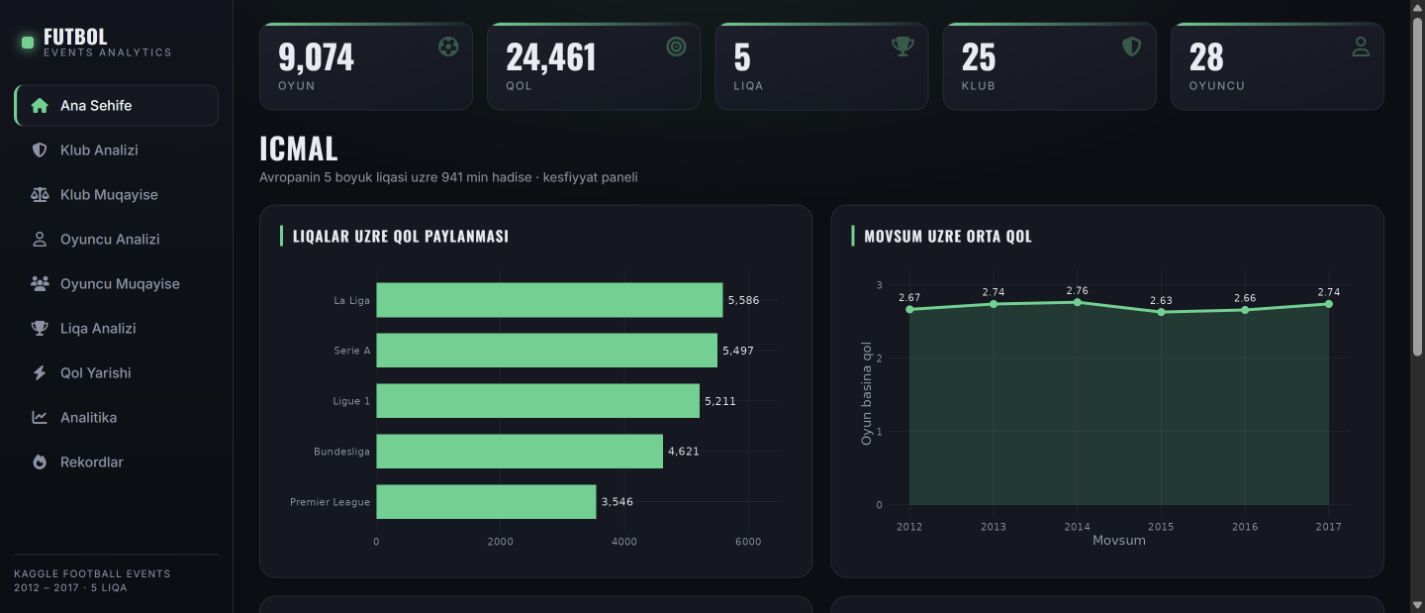 FUTBOL
EVENTS ANALYTICS
Ana Sehife
Klub Analizi
Klub Muqayise
Oyuncu Analizi
Oyuncu Muqayise
Liqa Analizi
Qol Yarishi
Analitika
Rekordlar
KAGGLE FOOTBALL EVENTS
2012 – 2017 · 5 LIQA
9,074
OYUN
24,461
QOL
5
LIQA
25
KLUB
28
OYUNCU
ICMAL
Avropanin 5 boyuk liqasi uzre 941 min hadise · kesfiyyat paneli
LIQALAR UZRE QOL PAYLANMASI
La Liga 5,586
Serie A 5,497
Ligue 1 5,211
Bundesliga 4,621
Premier League 3,546
0 2000 4000 6000
MOVSUM UZRE ORTA QOL
Oyun basina qol
3
2
1
0
2.67 2.74 2.76 2.63 2.66 2.74
2012 2013 2014 2015 2016 2017
Movsum